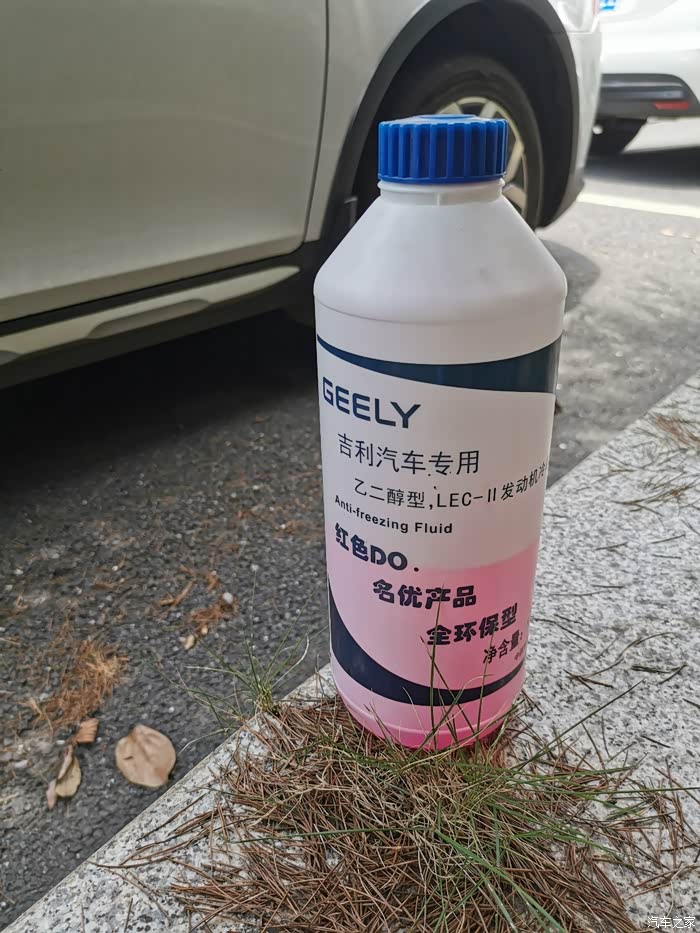 GEELY
吉利汽车专用
乙二醇型,LEC-II发动机冷
Anti-freezing Fluid
红色DO.
名优产品
全环保型
净含量:
汽车之家